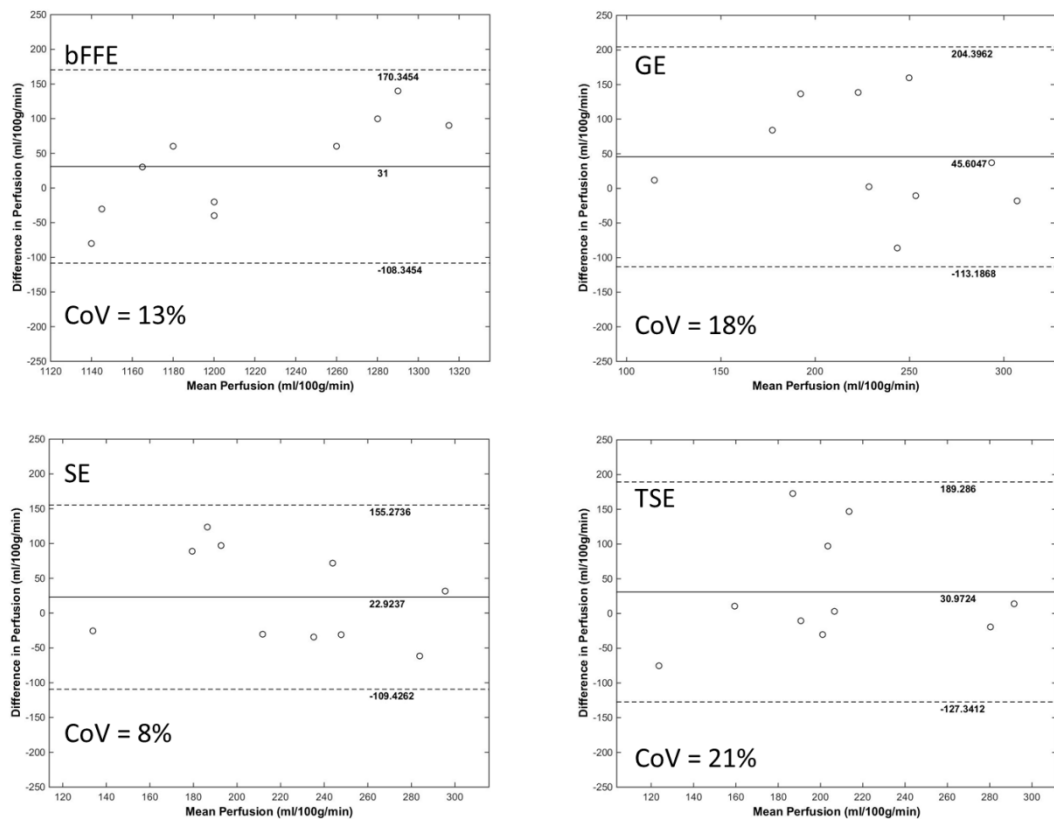 bFFE
Difference in Perfusion (ml/100g/min)
250
200
150
100
50
0
-50
-100
-150
-200
-250
170.3454
31
-108.3454
CoV = 13%
1120 1140 1160 1180 1200 1220 1240 1260 1280 1300 1320
Mean Perfusion (ml/100g/min)
GE
Difference in Perfusion (ml/100g/min)
250
200
150
100
50
0
-50
-100
-150
-200
-250
204.3962
45.6047
-113.1868
CoV = 18%
100 150 200 250 300
Mean Perfusion (ml/100g/min)
SE
Difference in Perfusion (ml/100g/min)
250
200
150
100
50
0
-50
-100
-150
-200
-250
155.2736
22.9237
-109.4262
CoV = 8%
120 140 160 180 200 220 240 260 280 300
Mean Perfusion (ml/100g/min)
TSE
Difference in Perfusion (ml/100g/min)
250
200
150
100
50
0
-50
-100
-150
-200
-250
189.286
30.9724
-127.3412
CoV = 21%
120 140 160 180 200 220 240 260 280 300
Mean Perfusion (ml/100g/min)